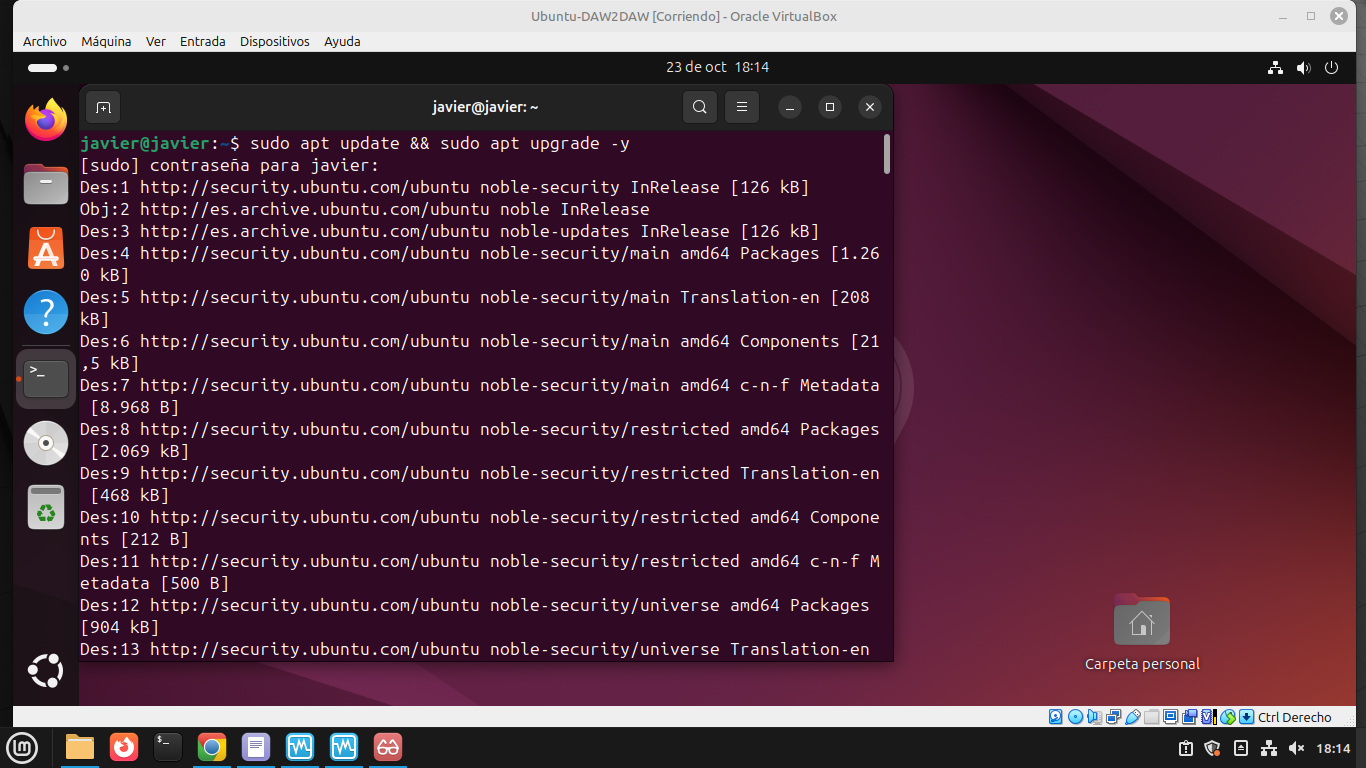 Ubuntu-DAW2DAW [Corriendo] - Oracle VirtualBox
Archivo Máquina Ver Entrada Dispositivos Ayuda
23 de oct 18:14
javier@javier: ~
javier@javier:~$ sudo apt update && sudo apt upgrade -y
[sudo] contraseña para javier:
Des:1 http://security.ubuntu.com/ubuntu noble-security InRelease [126 kB]
Obj:2 http://es.archive.ubuntu.com/ubuntu noble InRelease
Des:3 http://es.archive.ubuntu.com/ubuntu noble-updates InRelease [126 kB]
Des:4 http://security.ubuntu.com/ubuntu noble-security/main amd64 Packages [1.26
0 kB]
Des:5 http://security.ubuntu.com/ubuntu noble-security/main Translation-en [208
kB]
Des:6 http://security.ubuntu.com/ubuntu noble-security/main amd64 Components [21
,5 kB]
Des:7 http://security.ubuntu.com/ubuntu noble-security/main amd64 c-n-f Metadata
[8.968 B]
Des:8 http://security.ubuntu.com/ubuntu noble-security/restricted amd64 Packages
[2.069 kB]
Des:9 http://security.ubuntu.com/ubuntu noble-security/restricted Translation-en
[468 kB]
Des:10 http://security.ubuntu.com/ubuntu noble-security/restricted amd64 Compone
nts [212 B]
Des:11 http://security.ubuntu.com/ubuntu noble-security/restricted amd64 c-n-f M
etadata [500 B]
Des:12 http://security.ubuntu.com/ubuntu noble-security/universe amd64 Packages
[904 kB]
Des:13 http://security.ubuntu.com/ubuntu noble-security/universe Translation-en
Carpeta personal
Ctrl Derecho
18:14